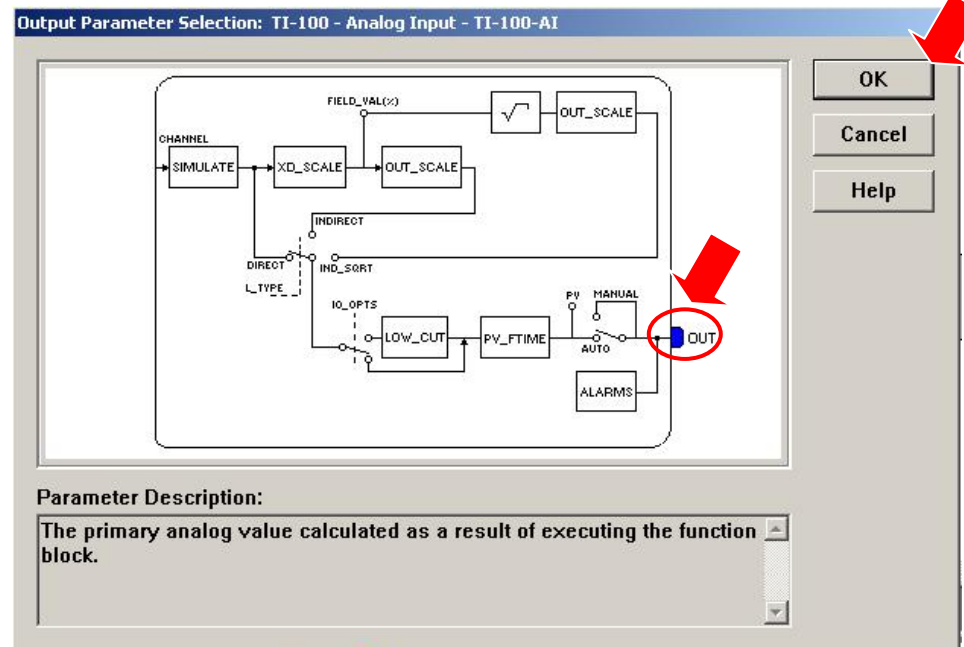 Output Parameter Selection: TI-100 - Analog Input - TI-100-AI
OK
Cancel
Help
FIELD_VAL(%)
√
OUT_SCALE
CHANNEL
SIMULATE
XD_SCALE
OUT_SCALE
INDIRECT
DIRECT
IND_SQRT
L_TYPE
IO_OPTS
LOW_CUT
PV_FTIME
PV
MANUAL
AUTO
OUT
ALARMS
Parameter Description:
The primary analog value calculated as a result of executing the function
block.